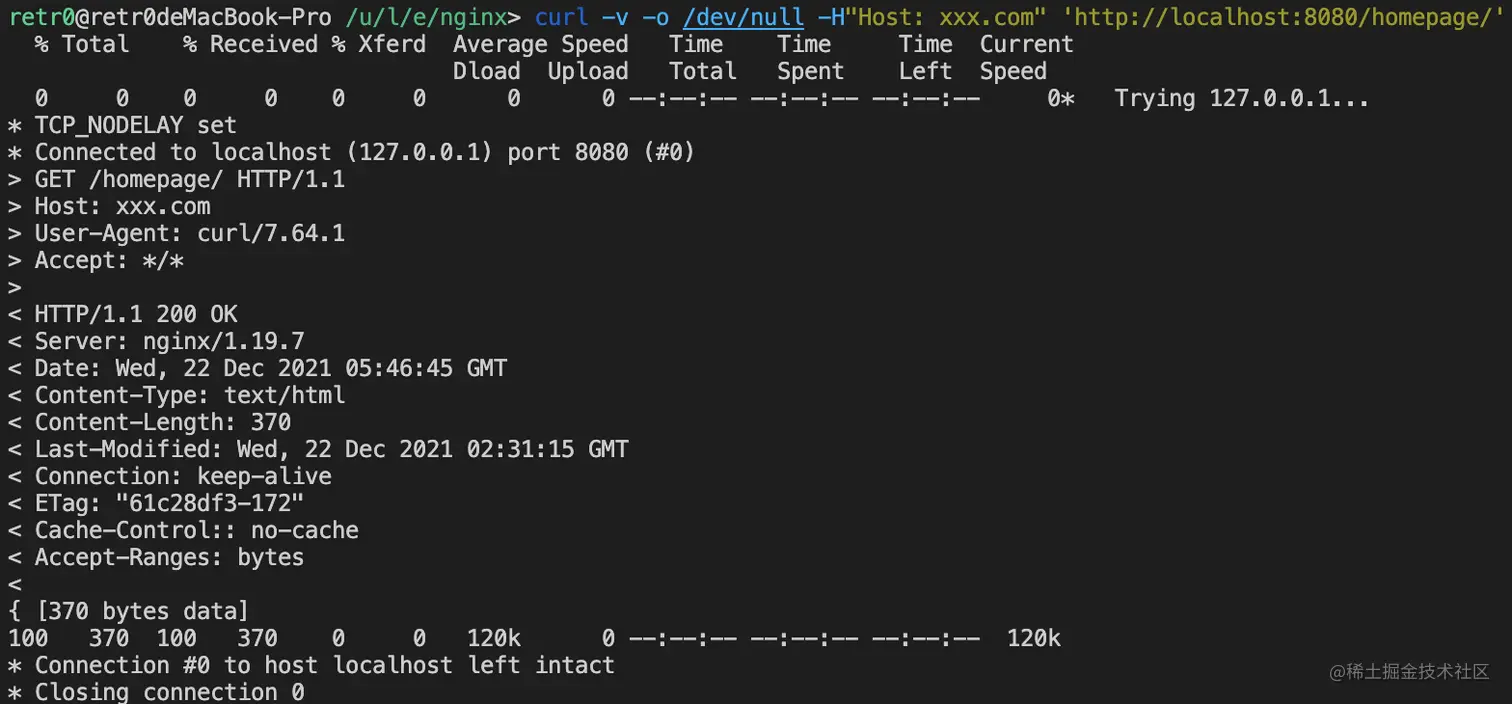 retr0@retr0deMacBook-Pro /u/l/e/nginx> curl -v -o /dev/null -H"Host: xxx.com" 'http://localhost:8080/homepage/'
  % Total    % Received % Xferd  Average Speed   Time    Time     Time  Current
                                 Dload  Upload   Total   Spent    Left  Speed
  0     0    0     0    0     0      0      0 --:--:-- --:--:-- --:--:--     0*   Trying 127.0.0.1...
* TCP_NODELAY set
* Connected to localhost (127.0.0.1) port 8080 (#0)
> GET /homepage/ HTTP/1.1
> Host: xxx.com
> User-Agent: curl/7.64.1
> Accept: */*
>
< HTTP/1.1 200 OK
< Server: nginx/1.19.7
< Date: Wed, 22 Dec 2021 05:46:45 GMT
< Content-Type: text/html
< Content-Length: 370
< Last-Modified: Wed, 22 Dec 2021 02:31:15 GMT
< Connection: keep-alive
< ETag: "61c28df3-172"
< Cache-Control:: no-cache
< Accept-Ranges: bytes
<
{ [370 bytes data]
100   370  100   370    0     0   120k      0 --:--:-- --:--:-- --:--:--  120k
* Connection #0 to host localhost left intact
* Closing connection 0
@稀土掘金技术社区